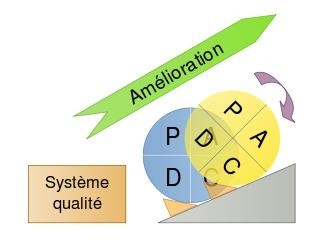 Amélioration
P A
D C
P A
D C
Système
qualité